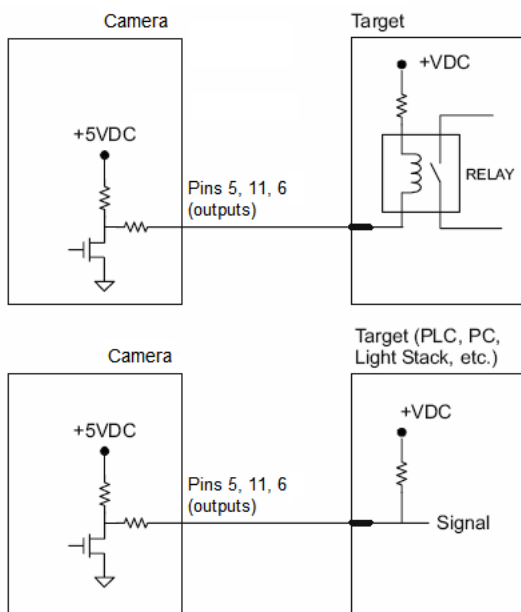 Camera
Target
+VDC
+5VDC
RELAY
Pins 5, 11, 6
(outputs)
Camera
Target (PLC, PC,
Light Stack, etc.)
+VDC
+5VDC
Pins 5, 11, 6
(outputs)
Signal